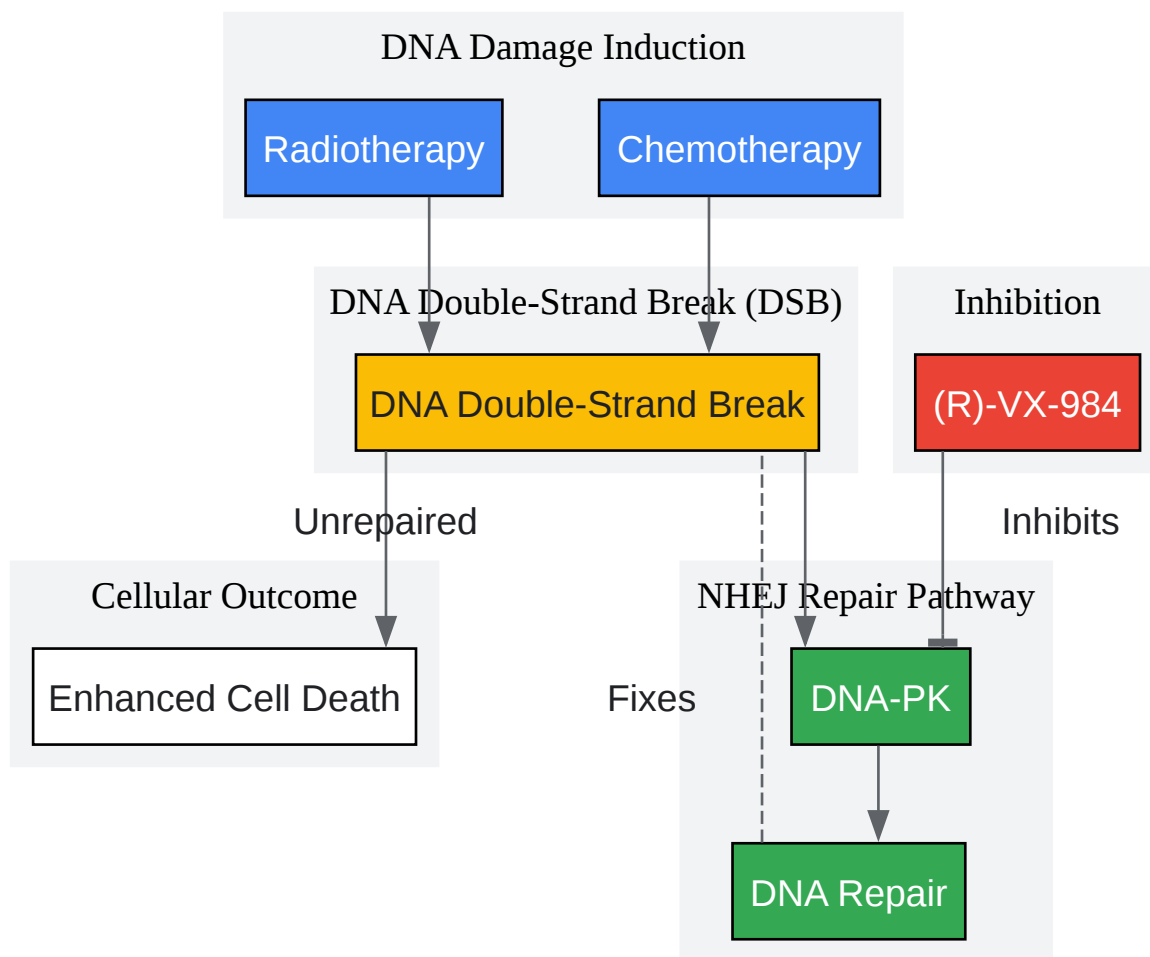 DNA Damage Induction
Radiotherapy
Chemotherapy
DNA Double-Strand Break (DSB)
Inhibition
DNA Double-Strand Break
(R)-VX-984
Unrepaired
Inhibits
Cellular Outcome
NHEJ Repair Pathway
Enhanced Cell Death
Fixes
DNA-PK
DNA Repair